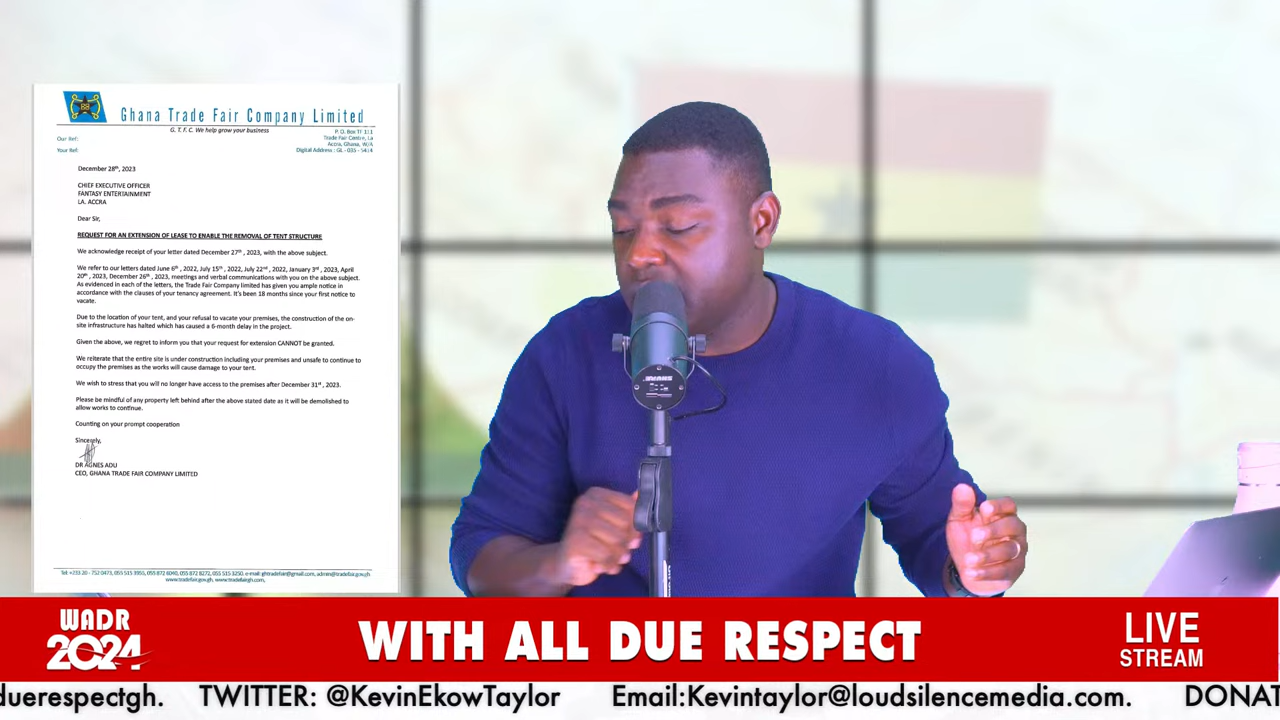 Ghana Trade Fair Company Limited
G. T. F. C. We help grow your business
P. O. Box TF 111
Trade Fair Centre, La
Accra, Ghana, W/A
Digital Address : GL - 035 - 5414
Our Ref:
Your Ref:
December 28th, 2023
CHIEF EXECUTIVE OFFICER
FANTASY ENTERTAINMENT
LA. ACCRA
Dear Sir,
REQUEST FOR AN EXTENSION OF LEASE TO ENABLE THE REMOVAL OF TENT STRUCTURE
We acknowledge receipt of your letter dated December 27th , 2023, with the above subject.
We refer to our letters dated June 6th , 2022, July 15th , 2022, July 22nd , 2022, January 3rd , 2023, April
20th , 2023, December 26th , 2023, meetings and verbal communications with you on the above subject.
As evidenced in each of the letters, the Trade Fair Company limited has given you ample notice in
accordance with the clauses of your tenancy agreement. It's been 18 months since your first notice to
vacate.
Due to the location of your tent, and your refusal to vacate your premises, the construction of the on-
site infrastructure has halted which has caused a 6-month delay in the project.
Given the above, we regret to inform you that your request for extension CANNOT be granted.
We reiterate that the entire site is under construction including your premises and unsafe to continue to
occupy the premises as the works will cause damage to your tent.
We wish to stress that you will no longer have access to the premises after December 31st , 2023.
Please be mindful of any property left behind after the above stated date as it will be demolished to
allow works to continue.
Counting on your prompt cooperation
Sincerely,
DR AGNES ADU
CEO, GHANA TRADE FAIR COMPANY LIMITED
www.tradefair.gov.gh, www.tradefairgh.com,
SHURE
WADR
2024
WITH ALL DUE RESPECT
LIVE
STREAM
duerespectgh. TWITTER: @KevinEkowTaylor Email:Kevintaylor@loudsilencemedia.com. DONAT